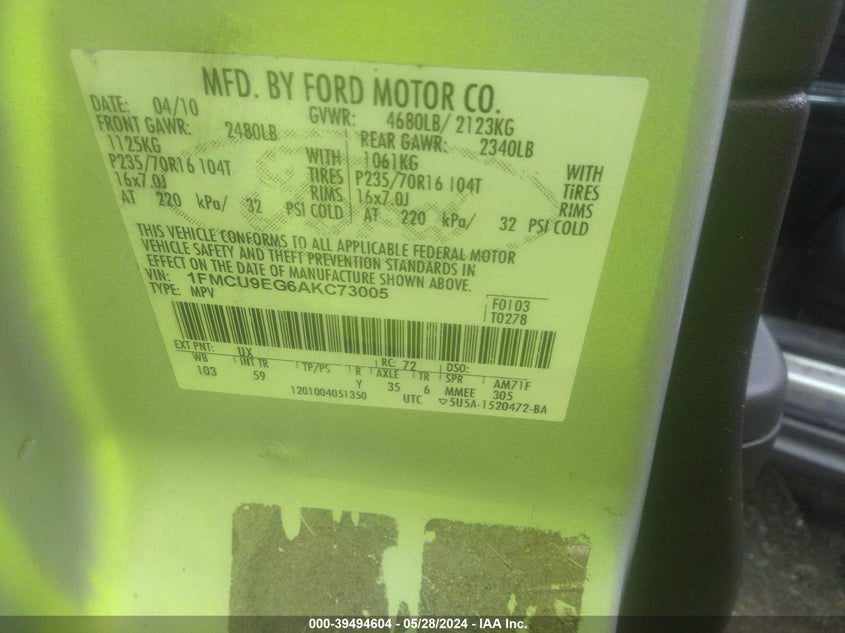 MFD. BY FORD MOTOR CO.
DATE: 04/10 GVWR: 4680LB/ 2123KG
FRONT GAWR: 2480LB REAR GAWR: 2340LB
1125KG WITH 1061KG WITH
P235/70R16 104T TIRES P235/70R16 104T TIRES
16x7.0J RIMS 16x7.0J RIMS
AT 220 kPa/ 32 PSI COLD AT 220 kPa/ 32 PSI COLD
THIS VEHICLE CONFORMS TO ALL APPLICABLE FEDERAL MOTOR
VEHICLE SAFETY AND THEFT PREVENTION STANDARDS IN
EFFECT ON THE DATE OF MANUFACTURE SHOWN ABOVE.
VIN: 1FMCU9EG6AKC73005 F0103
TYPE: MPV T0278
EXT PNT: UX RC: 72 DSO:
WB INT TR TP/PS R AXLE TR SPR AM71F
103 59 Y 35 6 MMEE 305
1201004051350 UTC ▽5U5A-1520472-BA
000-39494604 / 05/28/2024 - IAA Inc.